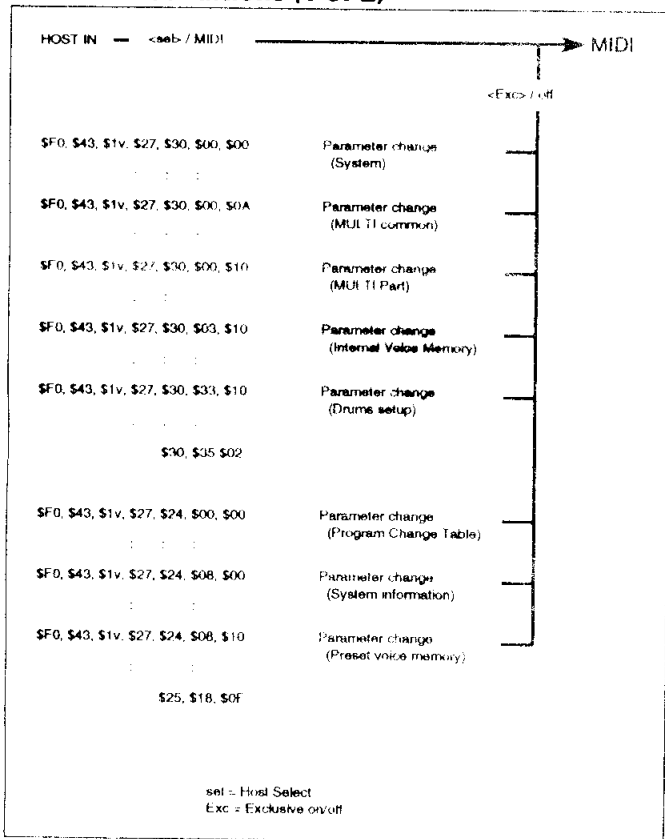 HOST IN — <sel> / MIDI
MIDI
<Exc> / off
$F0, $43, $1v, $27, $30, $00, $00 Parameter change
(System)
: : :
$F0, $43, $1v, $27, $30, $00, $0A Parameter change
(MULTI common)
: : :
$F0, $43, $1v, $27, $30, $00, $10 Parameter change
(MULTI Part)
: :
$F0, $43, $1v, $27, $30, $03, $10 Parameter change
(Internal Voice Memory)
: : :
$F0, $43, $1v, $27, $30, $33, $10 Parameter change
(Drums setup)
: : :
$30, $35 $02
$F0, $43, $1v, $27, $24, $00, $00 Parameter change
(Program Change Table)
: : :
$F0, $43, $1v, $27, $24, $08, $00 Parameter change
(System information)
: :
$F0, $43, $1v, $27, $24, $08, $10 Parameter change
(Preset voice memory)
: :
$25, $18, $0F
sel = Host Select
Exc = Exclusive on/off